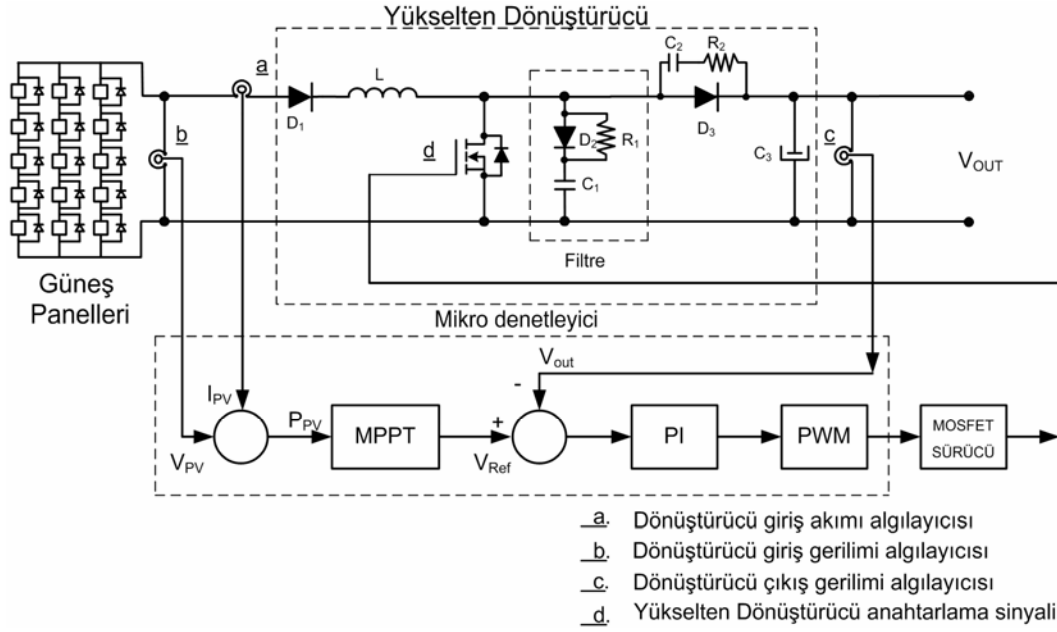 Yükselten Dönüştürücü
a
b
L
D1
d
D2
R1
C1
Filtre
C2
R2
D3
C3
c
VOUT
Güneş
Panelleri
Mikro denetleyici
Vout
-
IPV
VPV
PPV
MPPT
+
VRef
PI
PWM
MOSFET
SÜRÜCÜ
a. Dönüştürücü giriş akımı algılayıcısı
b. Dönüştürücü giriş gerilimi algılayıcısı
c. Dönüştürücü çıkış gerilimi algılayıcısı
d. Yükselten Dönüştürücü anahtarlama sinyali